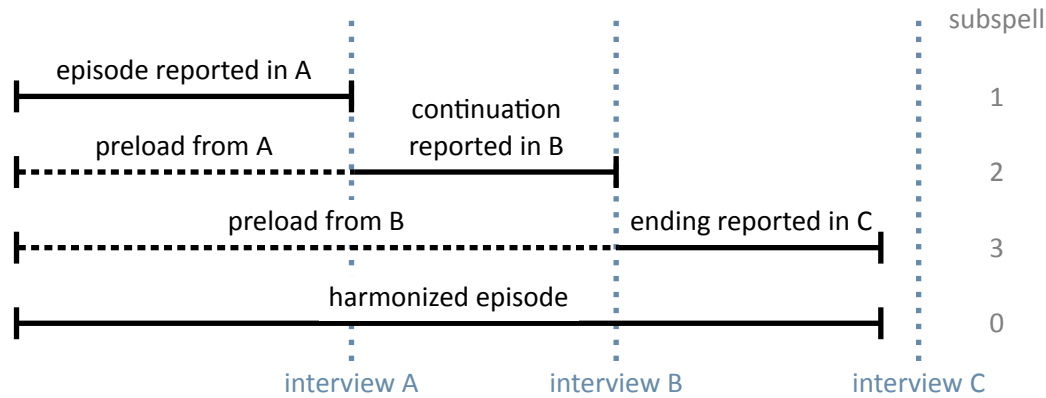 subspell
episode reported in A
1
continuation
preload from A
reported in B
2
preload from B
ending reported in C
3
harmonized episode
0
interview A
interview B
interview C